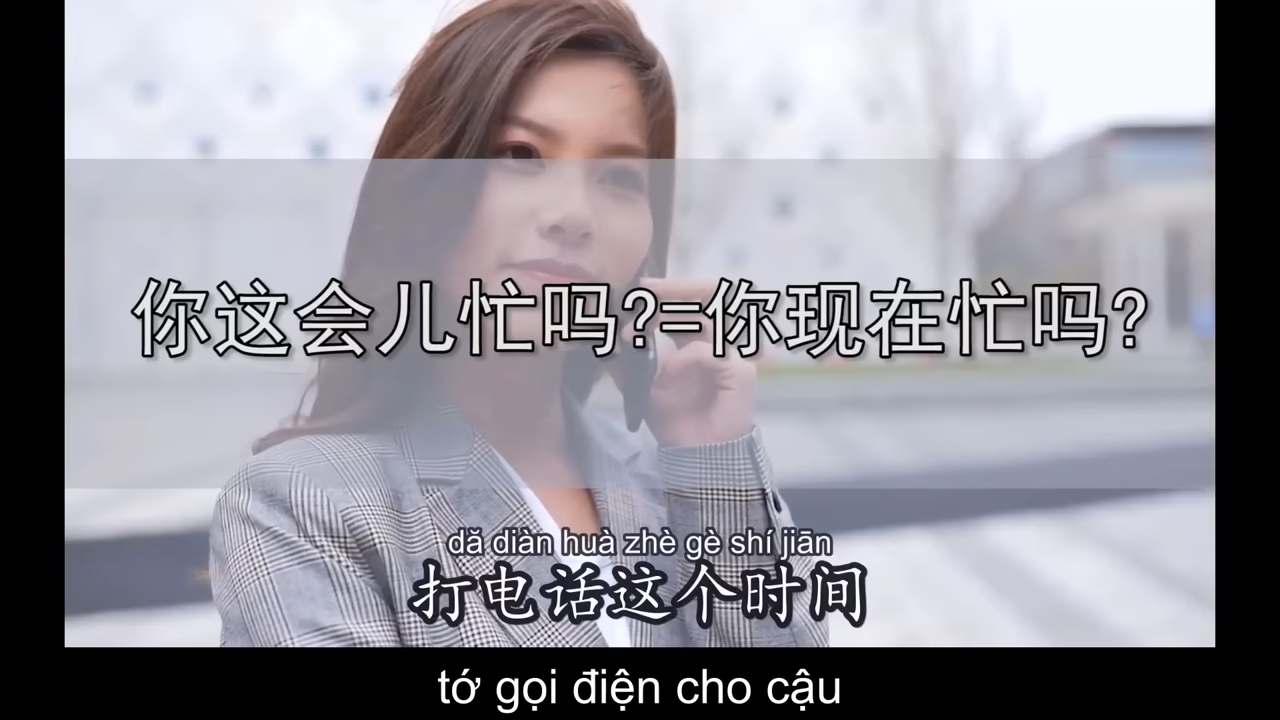 你这会儿忙吗?=你现在忙吗?
dǎ diàn huà zhè gè shí jiān
打电话这个时间
tớ gọi điện cho cậu